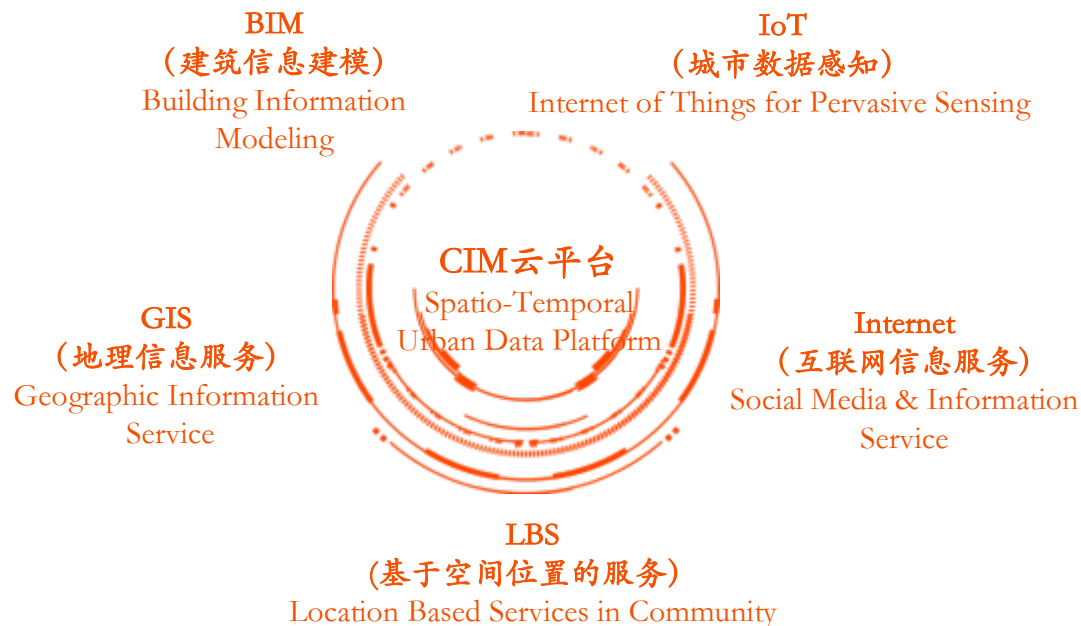 BIM
（建筑信息建模）
Building Information
Modeling
IoT
（城市数据感知）
Internet of Things for Pervasive Sensing
CIM云平台
Spatio-Temporal
Urban Data Platform
GIS
（地理信息服务）
Geographic Information
Service
Internet
（互联网信息服务）
Social Media & Information
Service
LBS
(基于空间位置的服务）
Location Based Services in Community